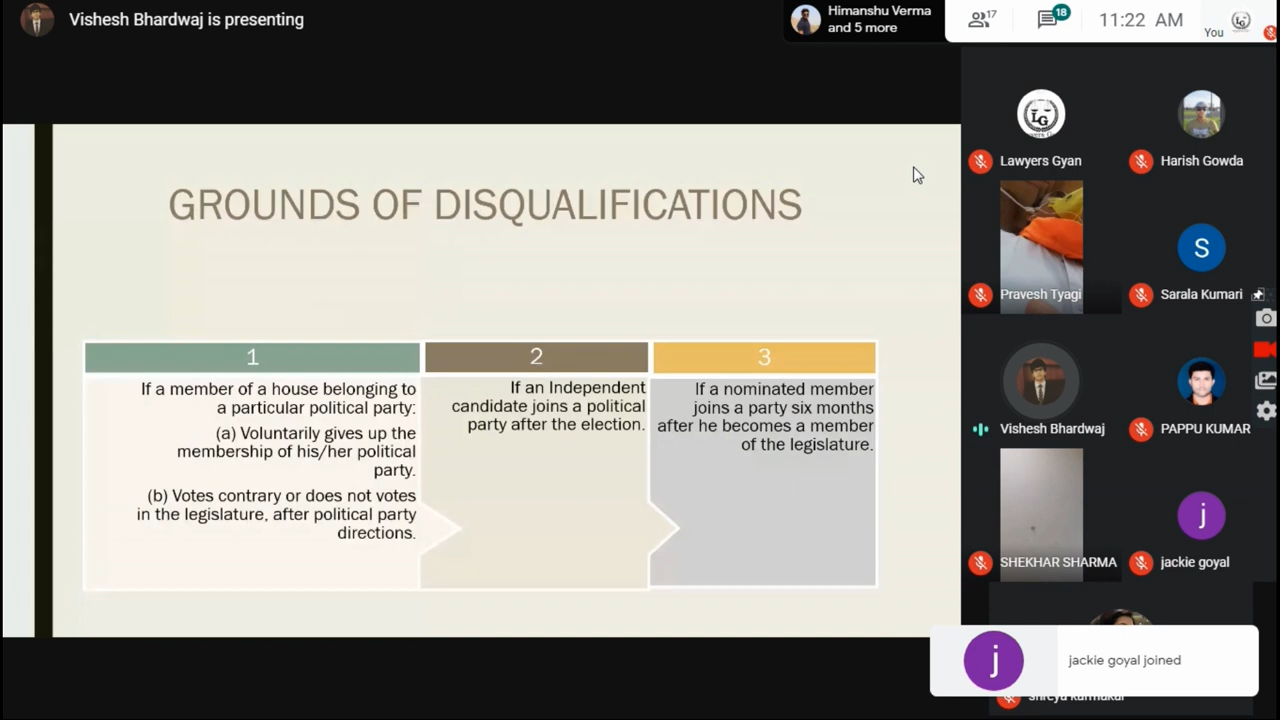 Vishesh Bhardwaj is presenting
Himanshu Verma
and 5 more
17
18
11:22 AM
You
GROUNDS OF DISQUALIFICATIONS
1
If a member of a house belonging to
a particular political party:
(a) Voluntarily gives up the
membership of his/her political
party.
(b) Votes contrary or does not votes
in the legislature, after political party
directions.
2
If an Independent
candidate joins a political
party after the election.
3
If a nominated member
joins a party six months
after he becomes a member
of the legislature.
LG
Lawyers Gyan
Harish Gowda
Pravesh Tyagi
S
Sarala Kumari
Vishesh Bhardwaj
PAPPU KUMAR
SHEKHAR SHARMA
j
jackie goyal
j
jackie goyal joined